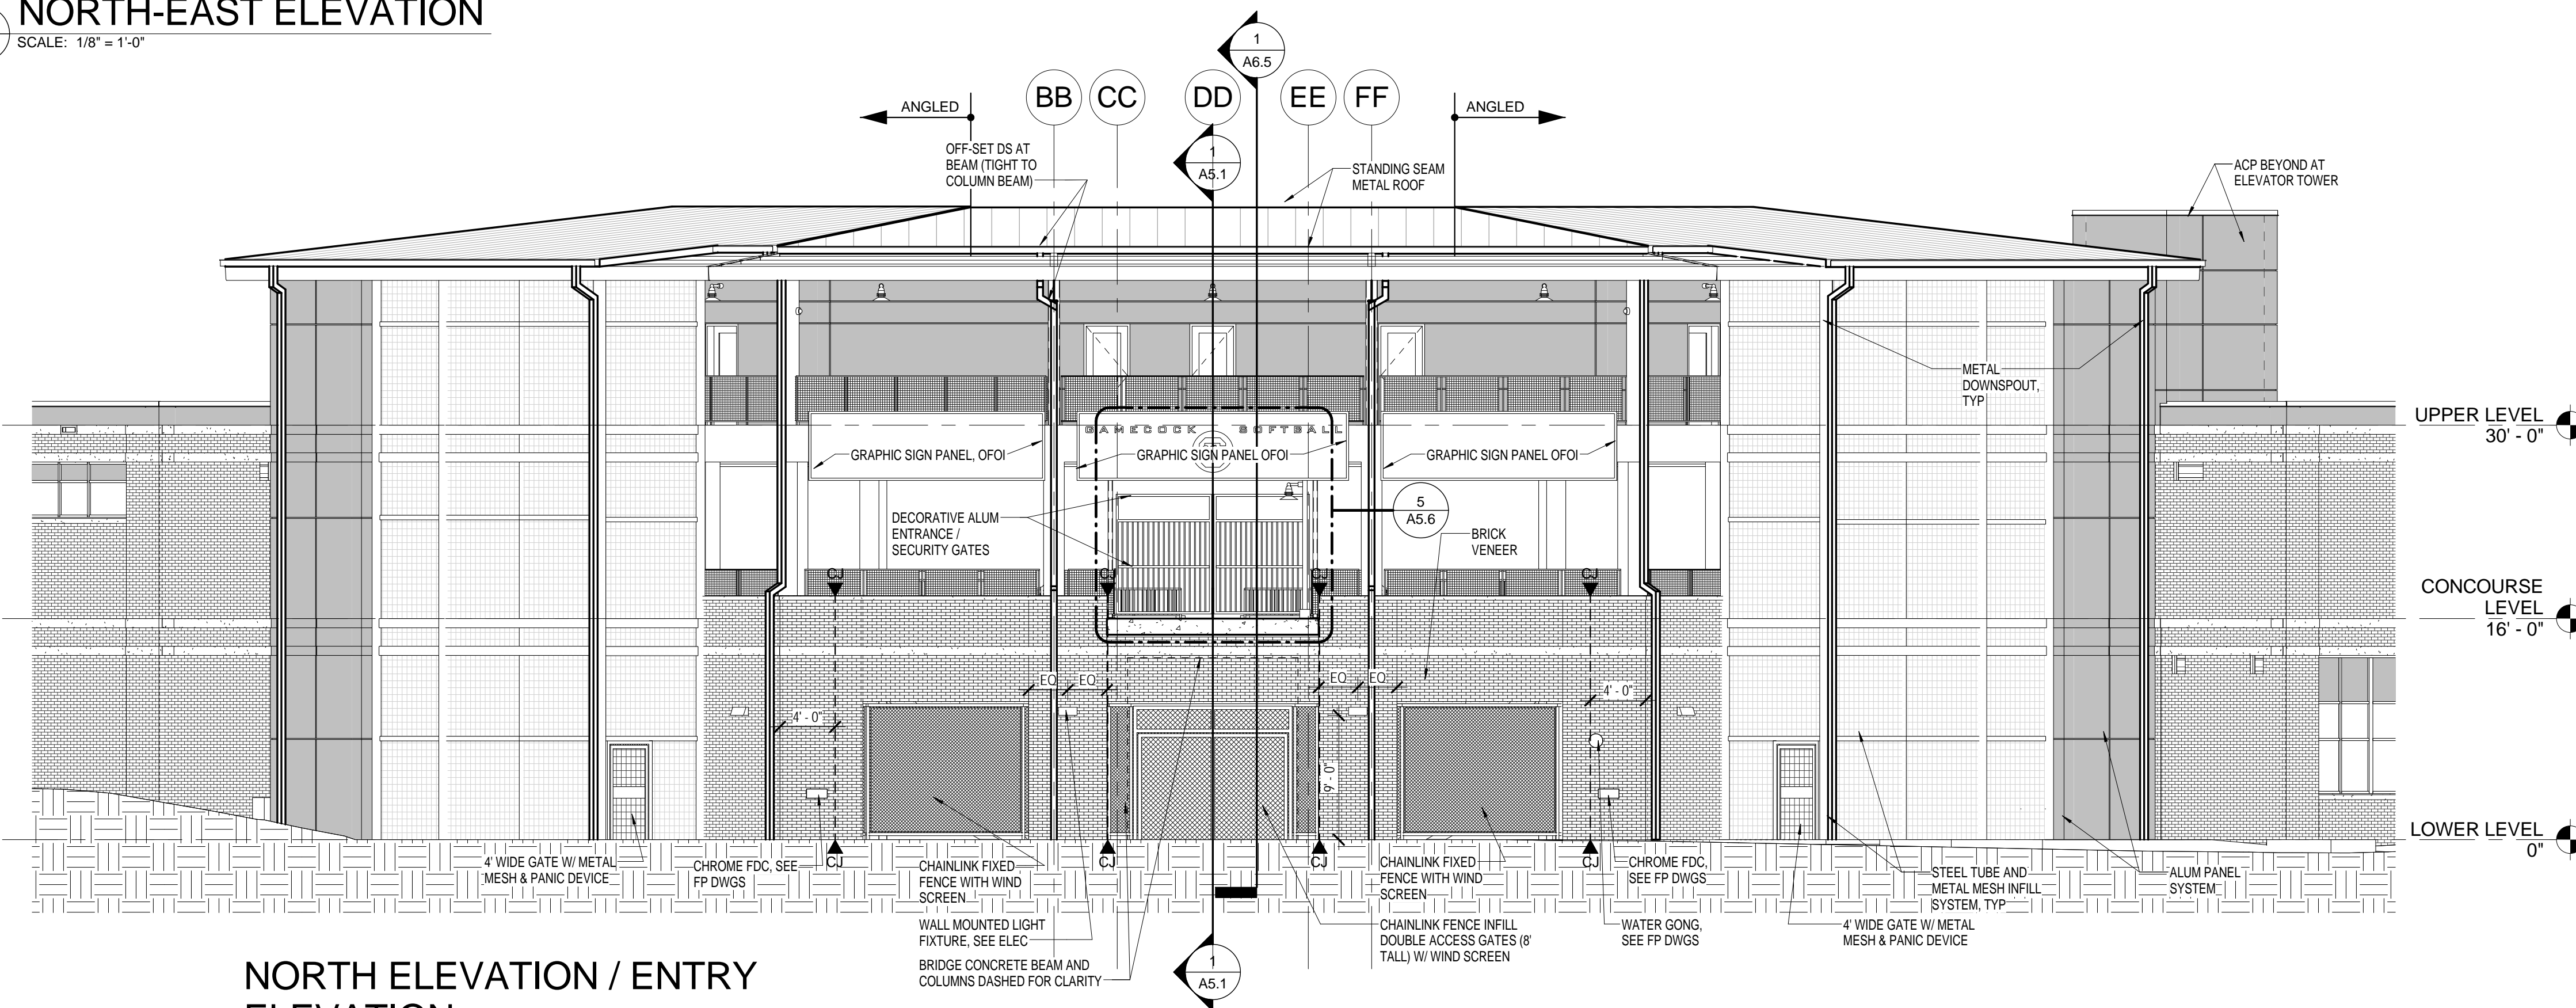 NORTH-EAST ELEVATION
SCALE: 1/8" = 1'-0"
1
A6.5
BB
CC
DD
EE
FF
ANGLED
ANGLED
1
A5.1
OFF-SET DS AT
BEAM (TIGHT TO
COLUMN BEAM)
STANDING SEAM
METAL ROOF
ACP BEYOND AT
ELEVATOR TOWER
METAL
DOWNSPOUT,
TYP
UPPER LEVEL
30' - 0"
GAMECOCK SOFTBALL
GRAPHIC SIGN PANEL, OFOI
GRAPHIC SIGN PANEL OFOI
GRAPHIC SIGN PANEL OFOI
5
A5.6
DECORATIVE ALUM
ENTRANCE /
SECURITY GATES
BRICK
VENEER
CJ
CJ
CJ
CJ
CONCOURSE
LEVEL
16' - 0"
EQ
EQ
EQ
EQ
4' - 0"
4' - 0"
9' - 0"
LOWER LEVEL
0"
CJ
CJ
CJ
CJ
4' WIDE GATE W/ METAL
MESH & PANIC DEVICE
CHROME FDC, SEE
FP DWGS
CHAINLINK FIXED
FENCE WITH WIND
SCREEN
WALL MOUNTED LIGHT
FIXTURE, SEE ELEC
BRIDGE CONCRETE BEAM AND
COLUMNS DASHED FOR CLARITY
CHAINLINK FIXED
FENCE WITH WIND
SCREEN
CHAINLINK FENCE INFILL
DOUBLE ACCESS GATES (8'
TALL) W/ WIND SCREEN
CHROME FDC,
SEE FP DWGS
WATER GONG,
SEE FP DWGS
STEEL TUBE AND
METAL MESH INFILL
SYSTEM, TYP
4' WIDE GATE W/ METAL
MESH & PANIC DEVICE
ALUM PANEL
SYSTEM
1
A5.1
NORTH ELEVATION / ENTRY
ELEVATION